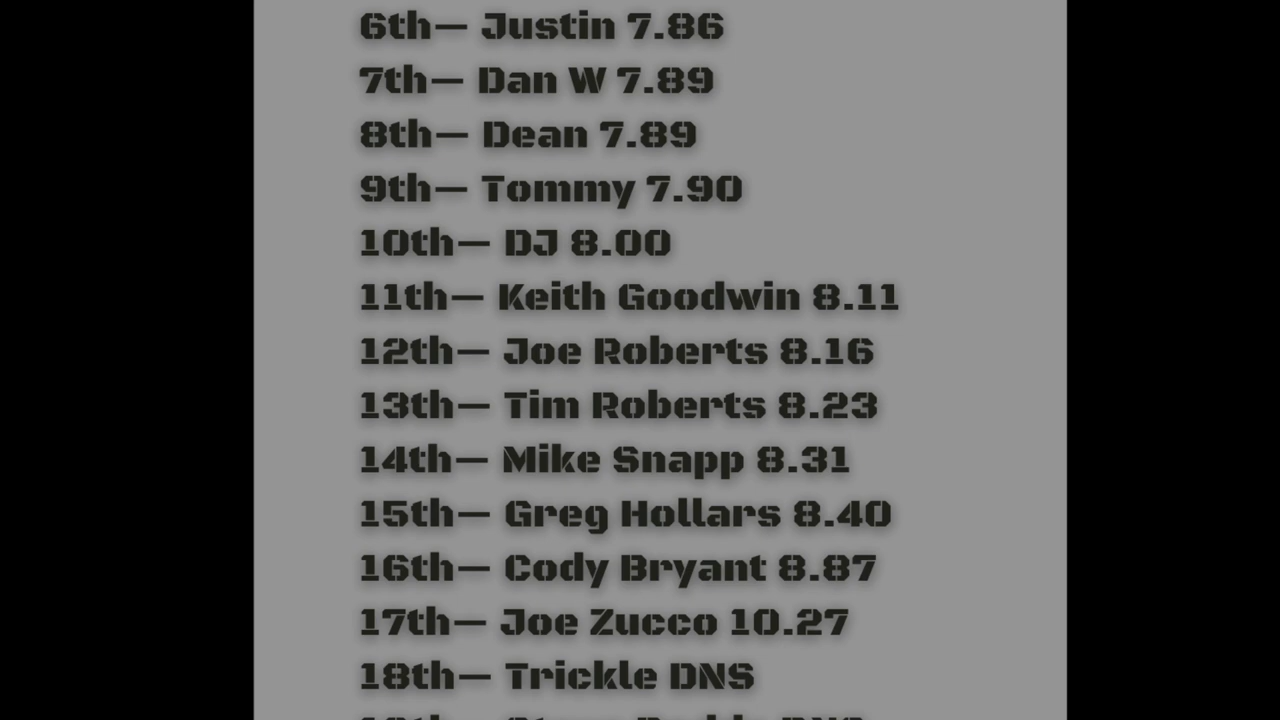 6th— Justin 7.86
7th— Dan W 7.89
8th— Dean 7.89
9th— Tommy 7.90
10th— DJ 8.00
11th— Keith Goodwin 8.11
12th— Joe Roberts 8.16
13th— Tim Roberts 8.23
14th— Mike Snapp 8.31
15th— Greg Hollars 8.40
16th— Cody Bryant 8.87
17th— Joe Zucco 10.27
18th— Trickle DNS